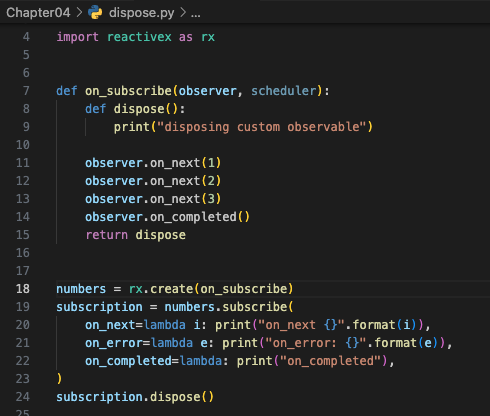 Chapter04 > dispose.py > ...
4 import reactivex as rx
5
6
7 def on_subscribe(observer, scheduler):
8     def dispose():
9         print("disposing custom observable")
10
11     observer.on_next(1)
12     observer.on_next(2)
13     observer.on_next(3)
14     observer.on_completed()
15     return dispose
16
17
18 numbers = rx.create(on_subscribe)
19 subscription = numbers.subscribe(
20     on_next=lambda i: print("on_next {}".format(i)),
21     on_error=lambda e: print("on_error: {}".format(e)),
22     on_completed=lambda: print("on_completed"),
23 )
24 subscription.dispose()
25